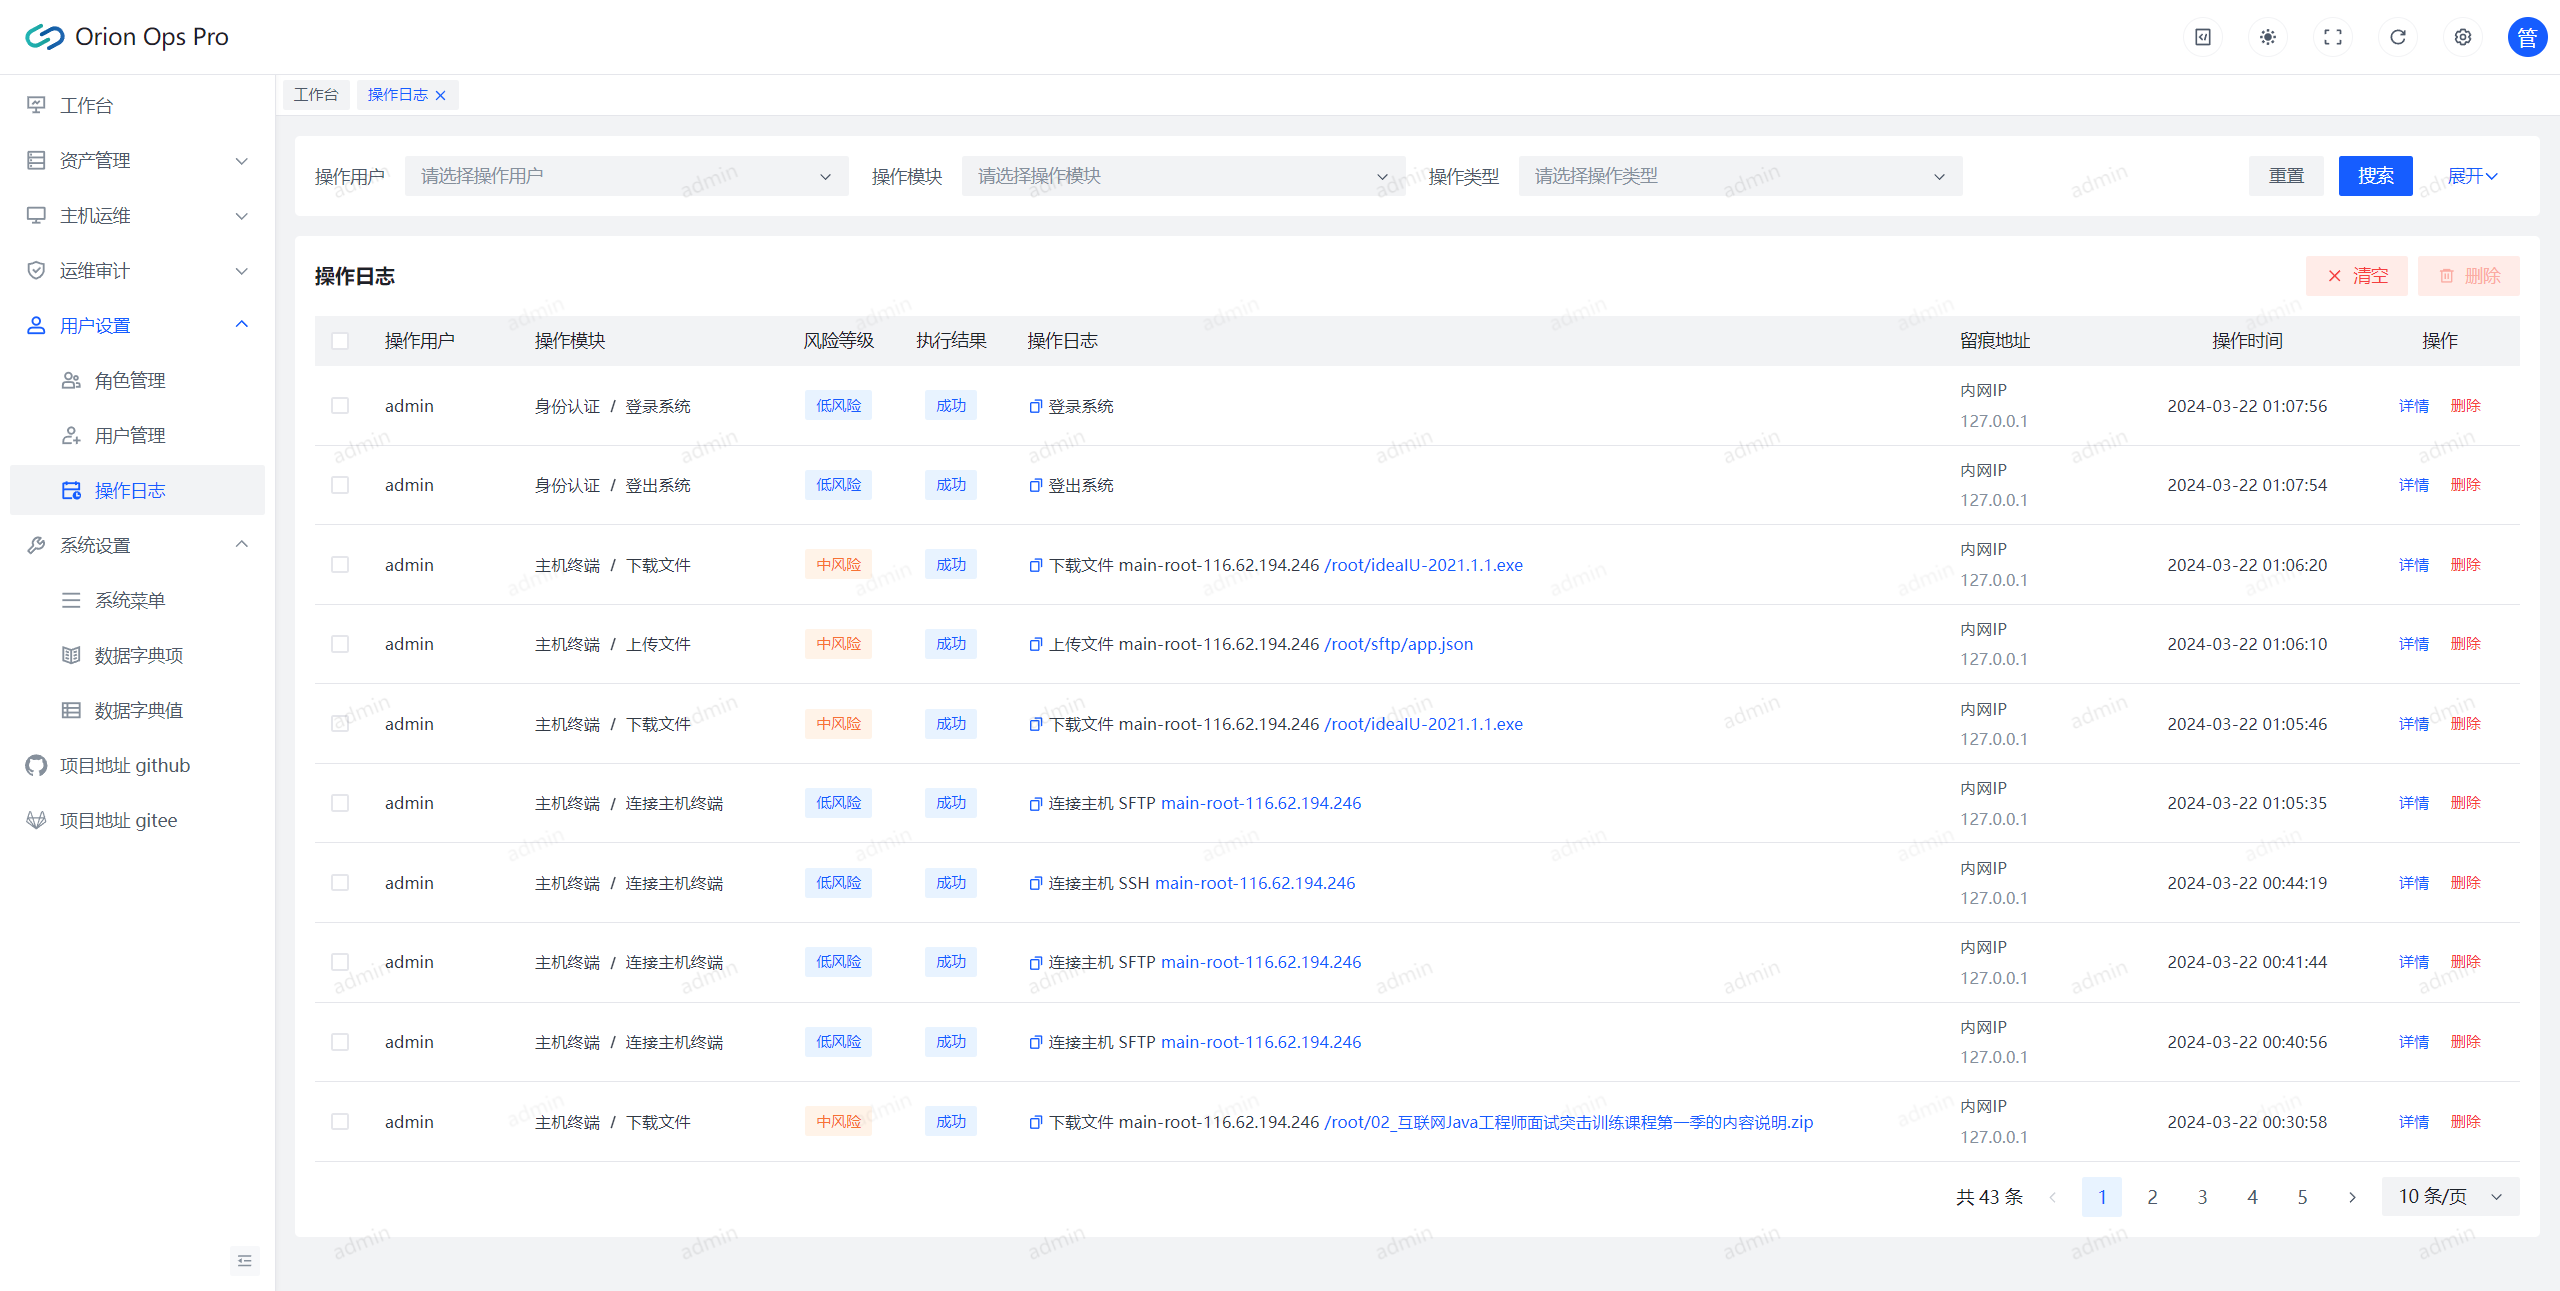 Orion Ops Pro
管
工作台
资产管理
主机运维
运维审计
用户设置
角色管理
用户管理
操作日志
系统设置
系统菜单
数据字典项
数据字典值
项目地址 github
项目地址 gitee
工作台 操作日志
操作用户 请选择操作用户 操作模块 请选择操作模块 操作类型 请选择操作类型 重置 搜索 展开
操作日志 清空 删除
操作用户 操作模块 风险等级 执行结果 操作日志 留痕地址 操作时间 操作
admin 身份认证 / 登录系统 低风险 成功 登录系统 内网IP 127.0.0.1 2024-03-22 01:07:56 详情 删除
admin 身份认证 / 登出系统 低风险 成功 登出系统 内网IP 127.0.0.1 2024-03-22 01:07:54 详情 删除
admin 主机终端 / 下载文件 中风险 成功 下载文件 main-root-116.62.194.246 /root/ideaIU-2021.1.1.exe 内网IP 127.0.0.1 2024-03-22 01:06:20 详情 删除
admin 主机终端 / 上传文件 中风险 成功 上传文件 main-root-116.62.194.246 /root/sftp/app.json 内网IP 127.0.0.1 2024-03-22 01:06:10 详情 删除
admin 主机终端 / 下载文件 中风险 成功 下载文件 main-root-116.62.194.246 /root/ideaIU-2021.1.1.exe 内网IP 127.0.0.1 2024-03-22 01:05:46 详情 删除
admin 主机终端 / 连接主机终端 低风险 成功 连接主机 SFTP main-root-116.62.194.246 内网IP 127.0.0.1 2024-03-22 01:05:35 详情 删除
admin 主机终端 / 连接主机终端 低风险 成功 连接主机 SSH main-root-116.62.194.246 内网IP 127.0.0.1 2024-03-22 00:44:19 详情 删除
admin 主机终端 / 连接主机终端 低风险 成功 连接主机 SFTP main-root-116.62.194.246 内网IP 127.0.0.1 2024-03-22 00:41:44 详情 删除
admin 主机终端 / 连接主机终端 低风险 成功 连接主机 SFTP main-root-116.62.194.246 内网IP 127.0.0.1 2024-03-22 00:40:56 详情 删除
admin 主机终端 / 下载文件 中风险 成功 下载文件 main-root-116.62.194.246 /root/02_互联网Java工程师面试突击训练课程第一季的内容说明.zip 内网IP 127.0.0.1 2024-03-22 00:30:58 详情 删除
共 43 条 1 2 3 4 5 10 条/页